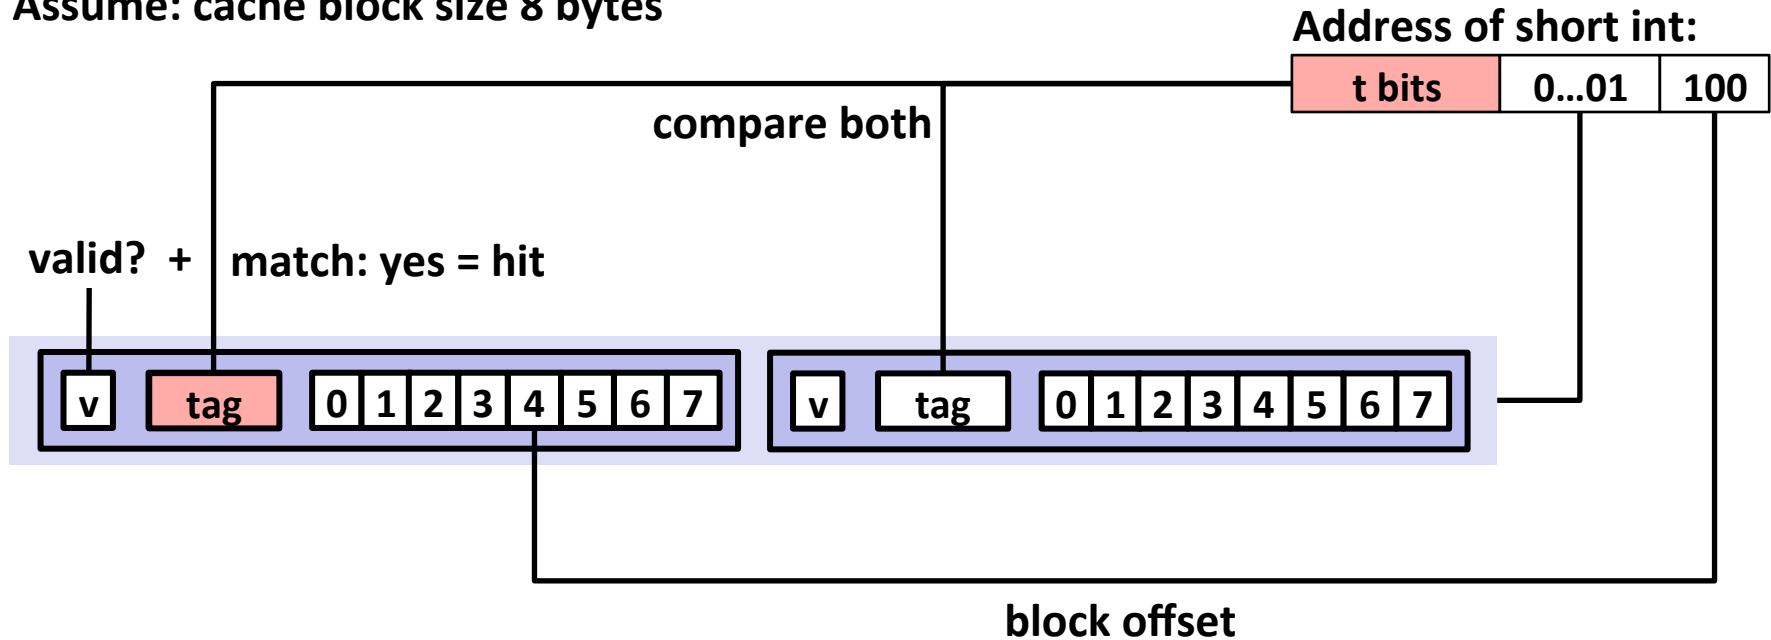 Assume: cache block size 8 bytes
Address of short int:
t bits 0...01 100
compare both
valid? + match: yes = hit
v tag 0 1 2 3 4 5 6 7 v tag 0 1 2 3 4 5 6 7
block offset